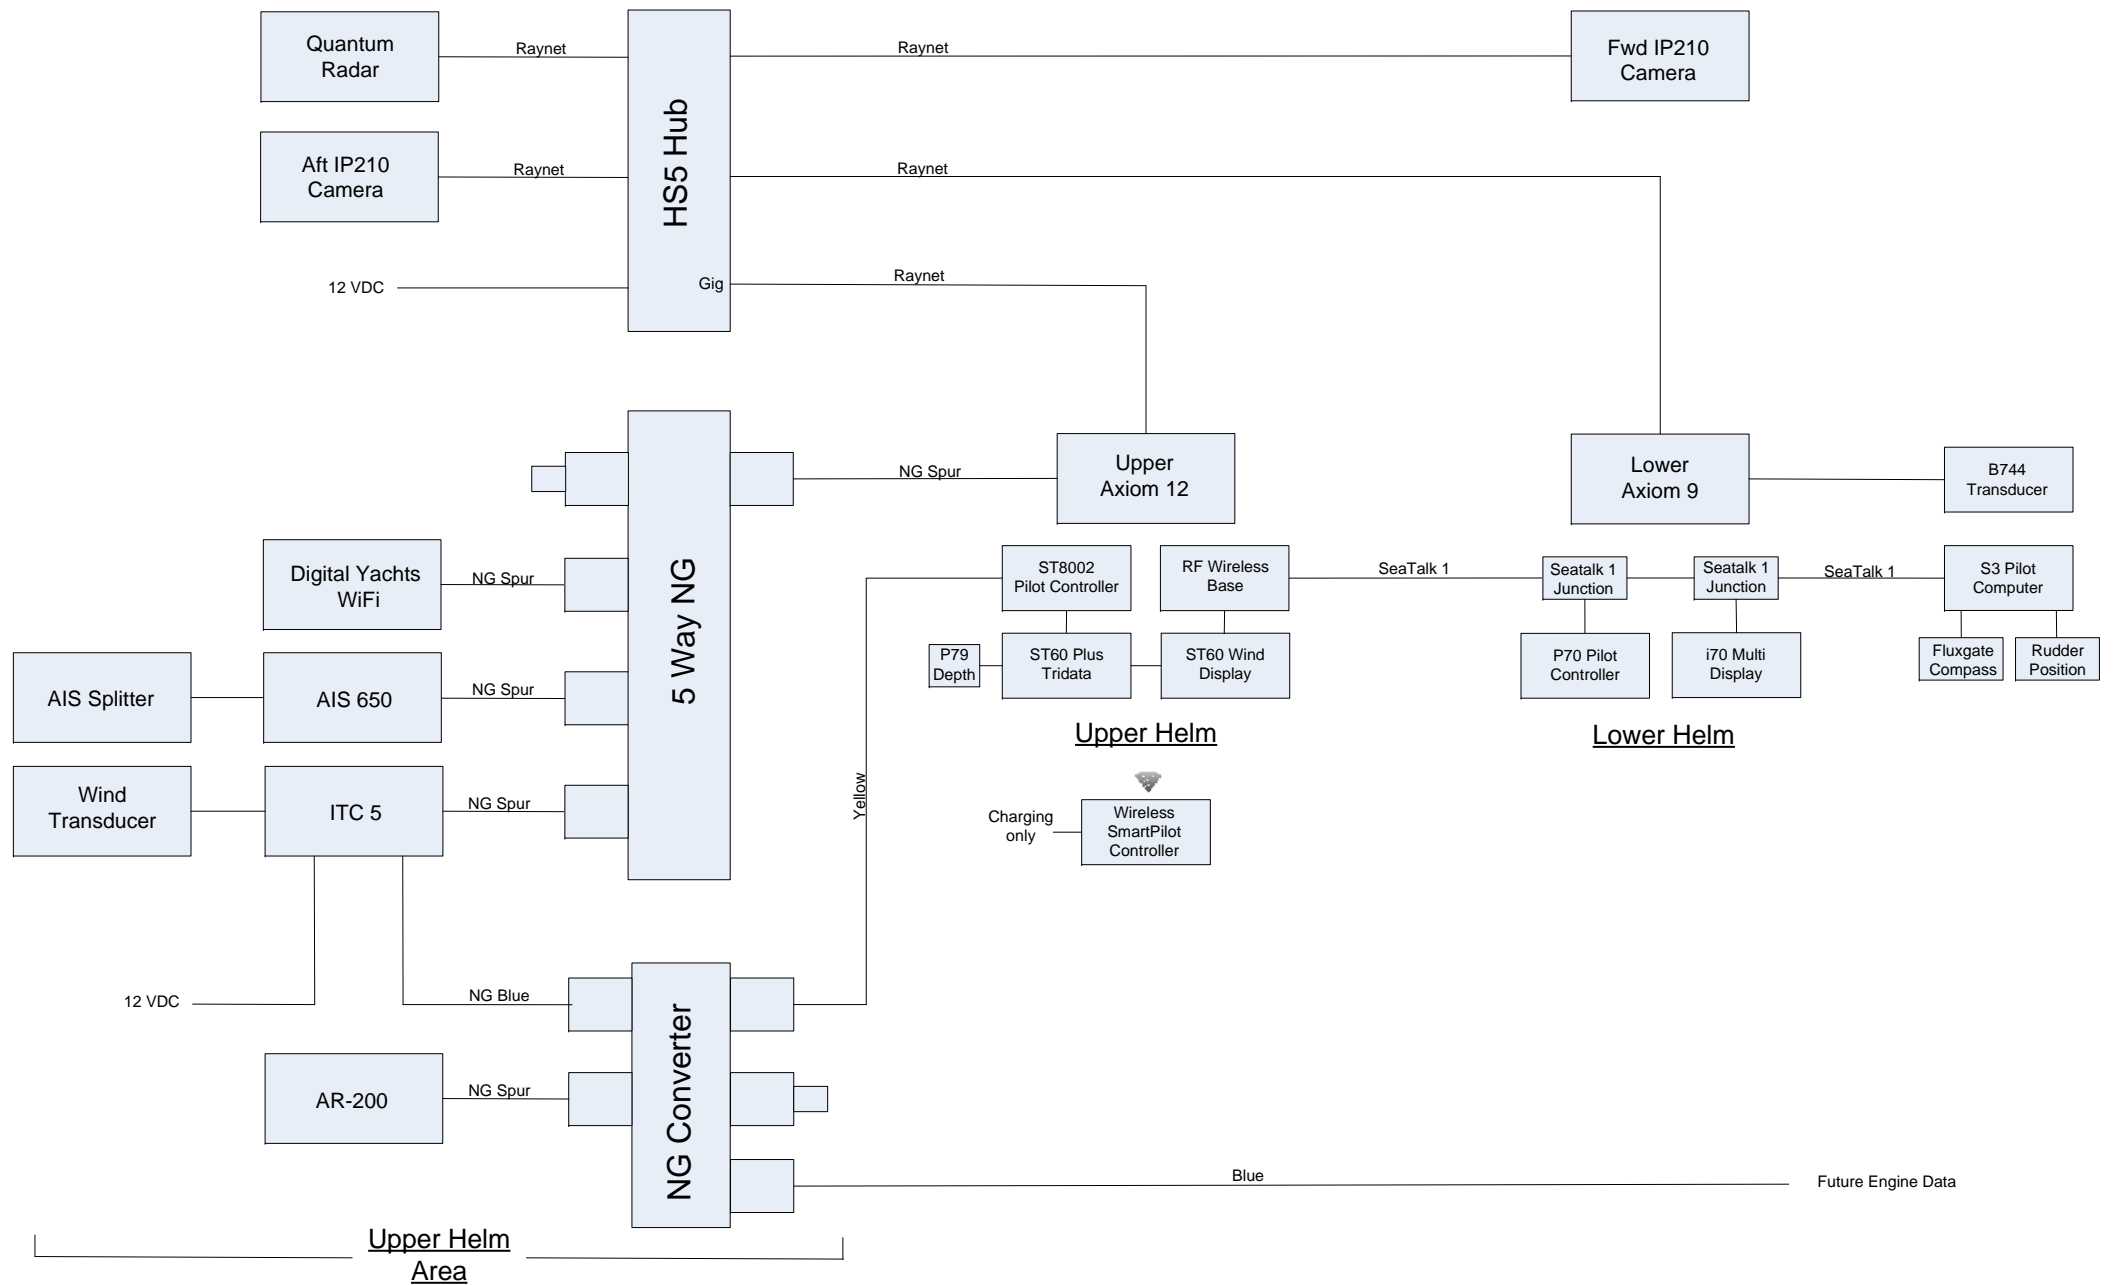 Quantum
Radar
Raynet
HS5 Hub
Raynet
Fwd IP210
Camera
Aft IP210
Camera
Raynet
Raynet
12 VDC
Gig
Raynet
5 Way NG
NG Spur
Upper
Axiom 12
Lower
Axiom 9
B744
Transducer
Digital Yachts
WiFi
NG Spur
ST8002
Pilot Controller
RF Wireless
Base
SeaTalk 1
Seatalk 1
Junction
Seatalk 1
Junction
SeaTalk 1
S3 Pilot
Computer
AIS Splitter
AIS 650
NG Spur
P79
Depth
ST60 Plus
Tridata
ST60 Wind
Display
P70 Pilot
Controller
i70 Multi
Display
Fluxgate
Compass
Rudder
Position
Upper Helm
Lower Helm
Wind
Transducer
ITC 5
NG Spur
Yellow
Charging
only
Wireless
SmartPilot
Controller
12 VDC
NG Blue
NG Converter
AR-200
NG Spur
Blue
Future Engine Data
Upper Helm
Area